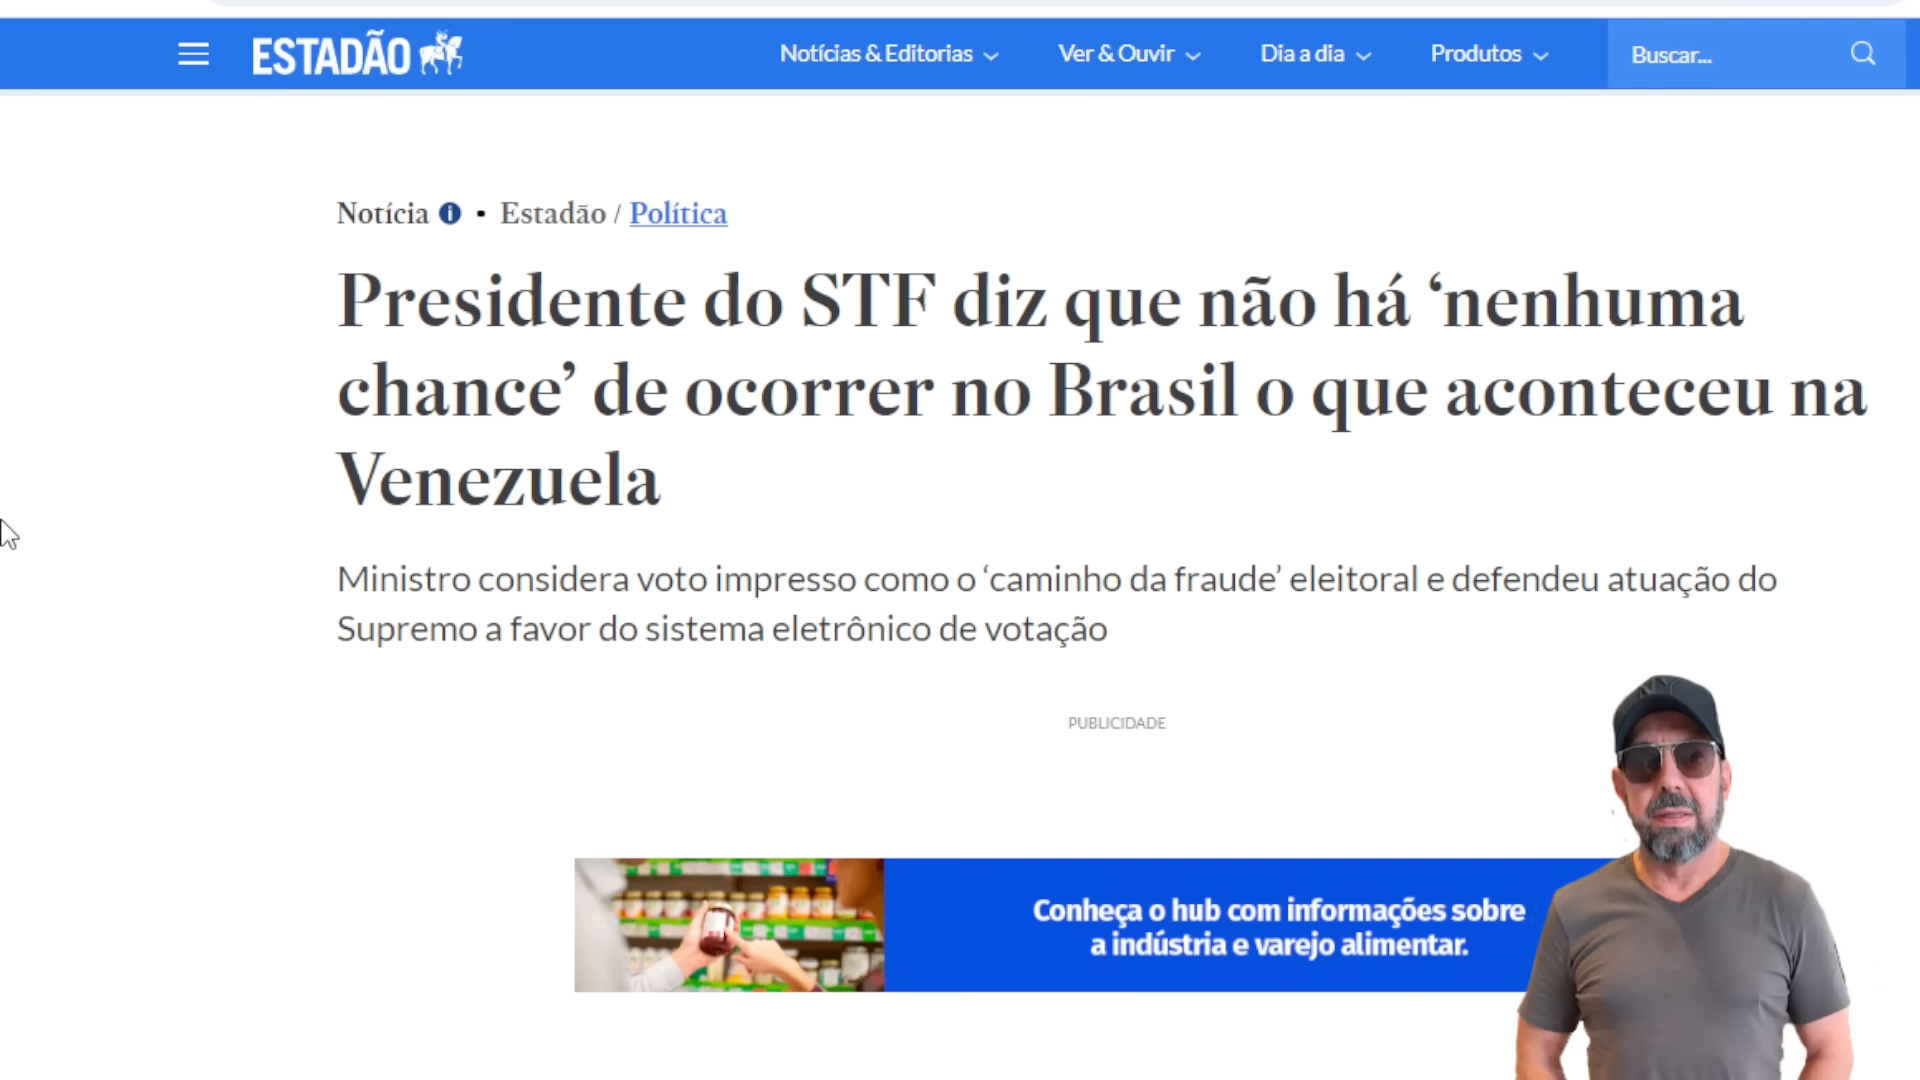 ESTADÃO
Notícias & Editorias
Ver & Ouvir
Dia a dia
Produtos
Buscar...
Notícia • Estadão / Política
Presidente do STF diz que não há ‘nenhuma
chance’ de ocorrer no Brasil o que aconteceu na
Venezuela
Ministro considera voto impresso como o ‘caminho da fraude’ eleitoral e defendeu atuação do
Supremo a favor do sistema eletrônico de votação
PUBLICIDADE
Conheça o hub com informações sobre
a indústria e varejo alimentar.
NY